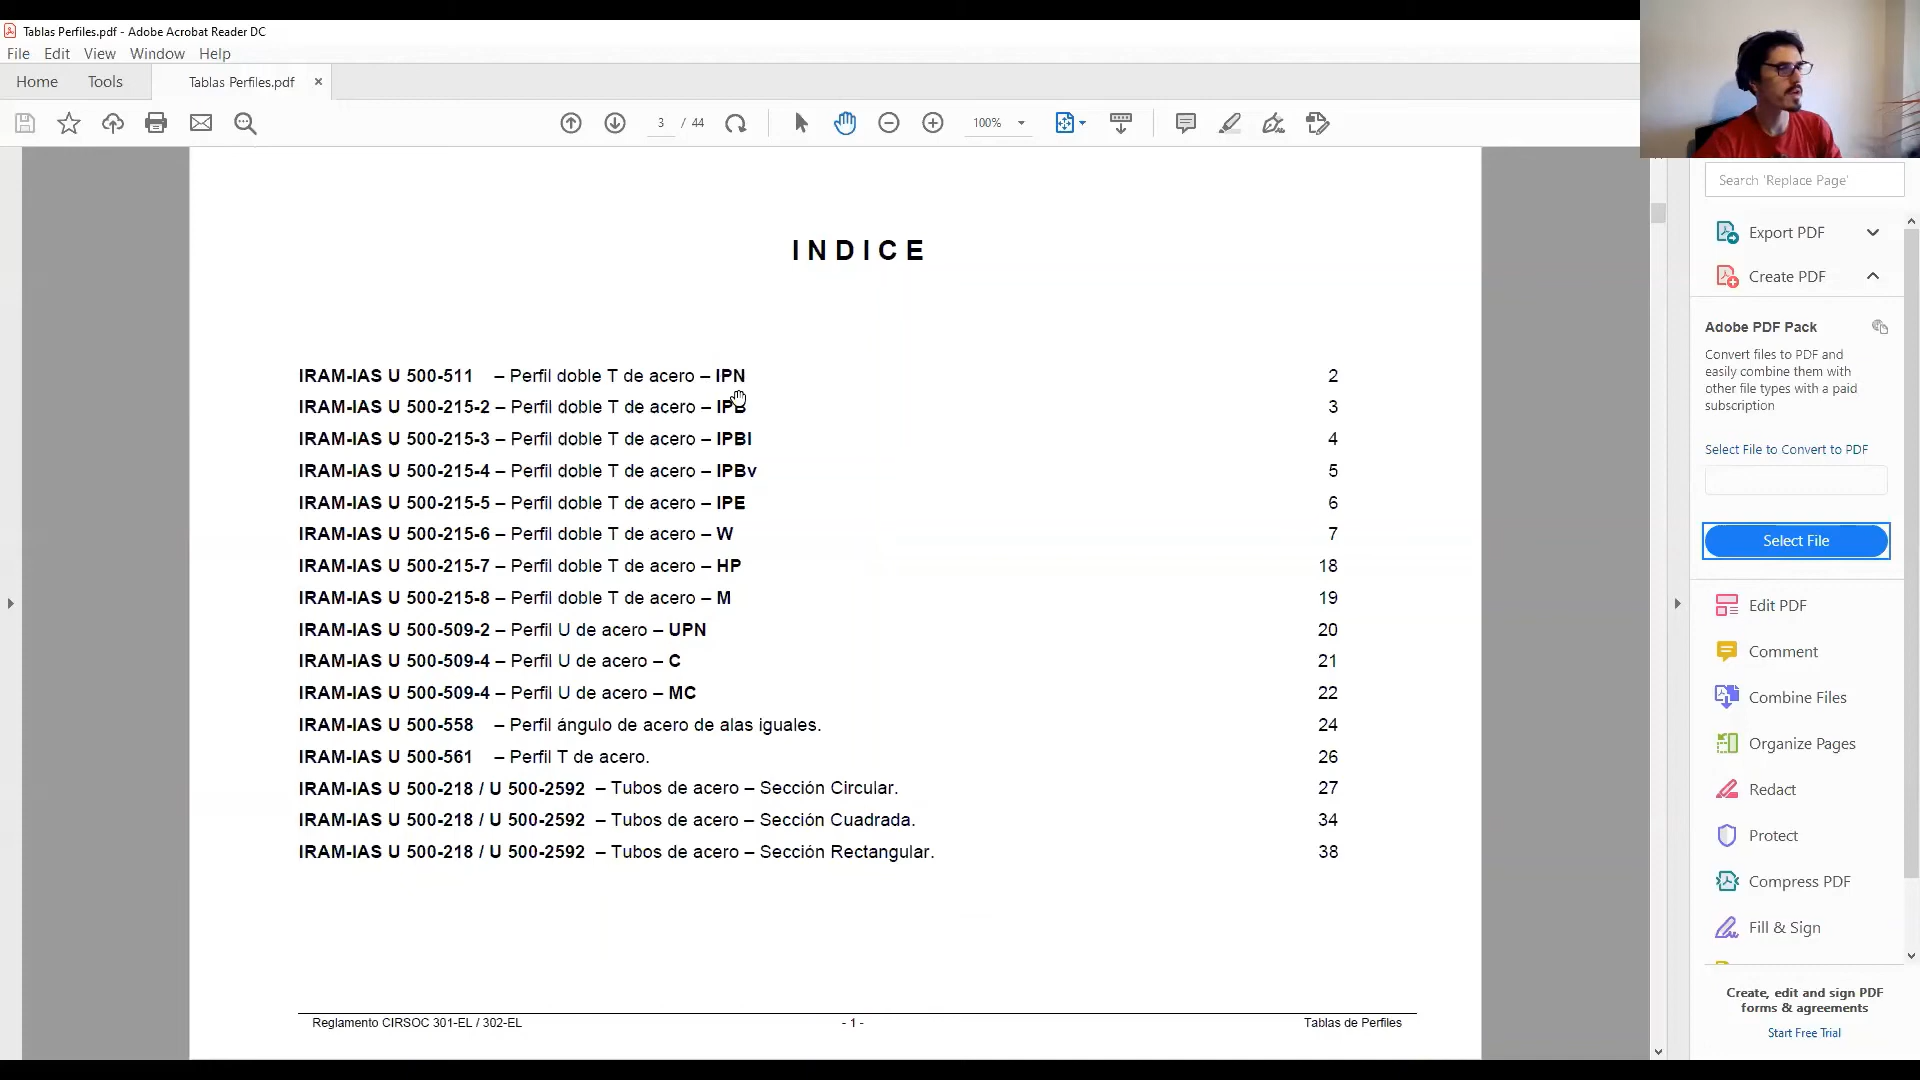 Tablas Perfiles.pdf - Adobe Acrobat Reader DC
File Edit View Window Help
Home Tools Tablas Perfiles.pdf ×
3 / 44 100%
Search 'Replace Page'
Export PDF
Create PDF
Adobe PDF Pack
Convert files to PDF and
easily combine them with
other file types with a paid
subscription
Select File to Convert to PDF
Select File
Edit PDF
Comment
Combine Files
Organize Pages
Redact
Protect
Compress PDF
Fill & Sign
Create, edit and sign PDF
forms & agreements
Start Free Trial
INDICE
IRAM-IAS U 500-511 – Perfil doble T de acero – IPN 2
IRAM-IAS U 500-215-2 – Perfil doble T de acero – IPB 3
IRAM-IAS U 500-215-3 – Perfil doble T de acero – IPBl 4
IRAM-IAS U 500-215-4 – Perfil doble T de acero – IPBv 5
IRAM-IAS U 500-215-5 – Perfil doble T de acero – IPE 6
IRAM-IAS U 500-215-6 – Perfil doble T de acero – W 7
IRAM-IAS U 500-215-7 – Perfil doble T de acero – HP 18
IRAM-IAS U 500-215-8 – Perfil doble T de acero – M 19
IRAM-IAS U 500-509-2 – Perfil U de acero – UPN 20
IRAM-IAS U 500-509-4 – Perfil U de acero – C 21
IRAM-IAS U 500-509-4 – Perfil U de acero – MC 22
IRAM-IAS U 500-558 – Perfil ángulo de acero de alas iguales. 24
IRAM-IAS U 500-561 – Perfil T de acero. 26
IRAM-IAS U 500-218 / U 500-2592 – Tubos de acero – Sección Circular. 27
IRAM-IAS U 500-218 / U 500-2592 – Tubos de acero – Sección Cuadrada. 34
IRAM-IAS U 500-218 / U 500-2592 – Tubos de acero – Sección Rectangular. 38
Reglamento CIRSOC 301-EL / 302-EL - 1 - Tablas de Perfiles